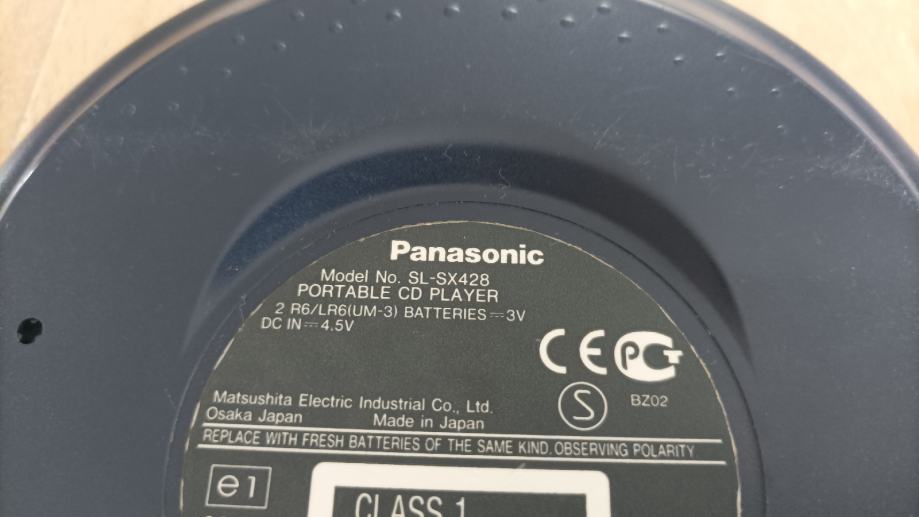 Panasonic
Model No. SL-SX428
PORTABLE CD PLAYER
2 R6/LR6(UM-3) BATTERIES⎓3V
DC IN⎓4.5V
CE PCT
S
BZ02
Matsushita Electric Industrial Co., Ltd.
Osaka Japan Made in Japan
REPLACE WITH FRESH BATTERIES OF THE SAME KIND. OBSERVING POLARITY
e1
CLASS 1